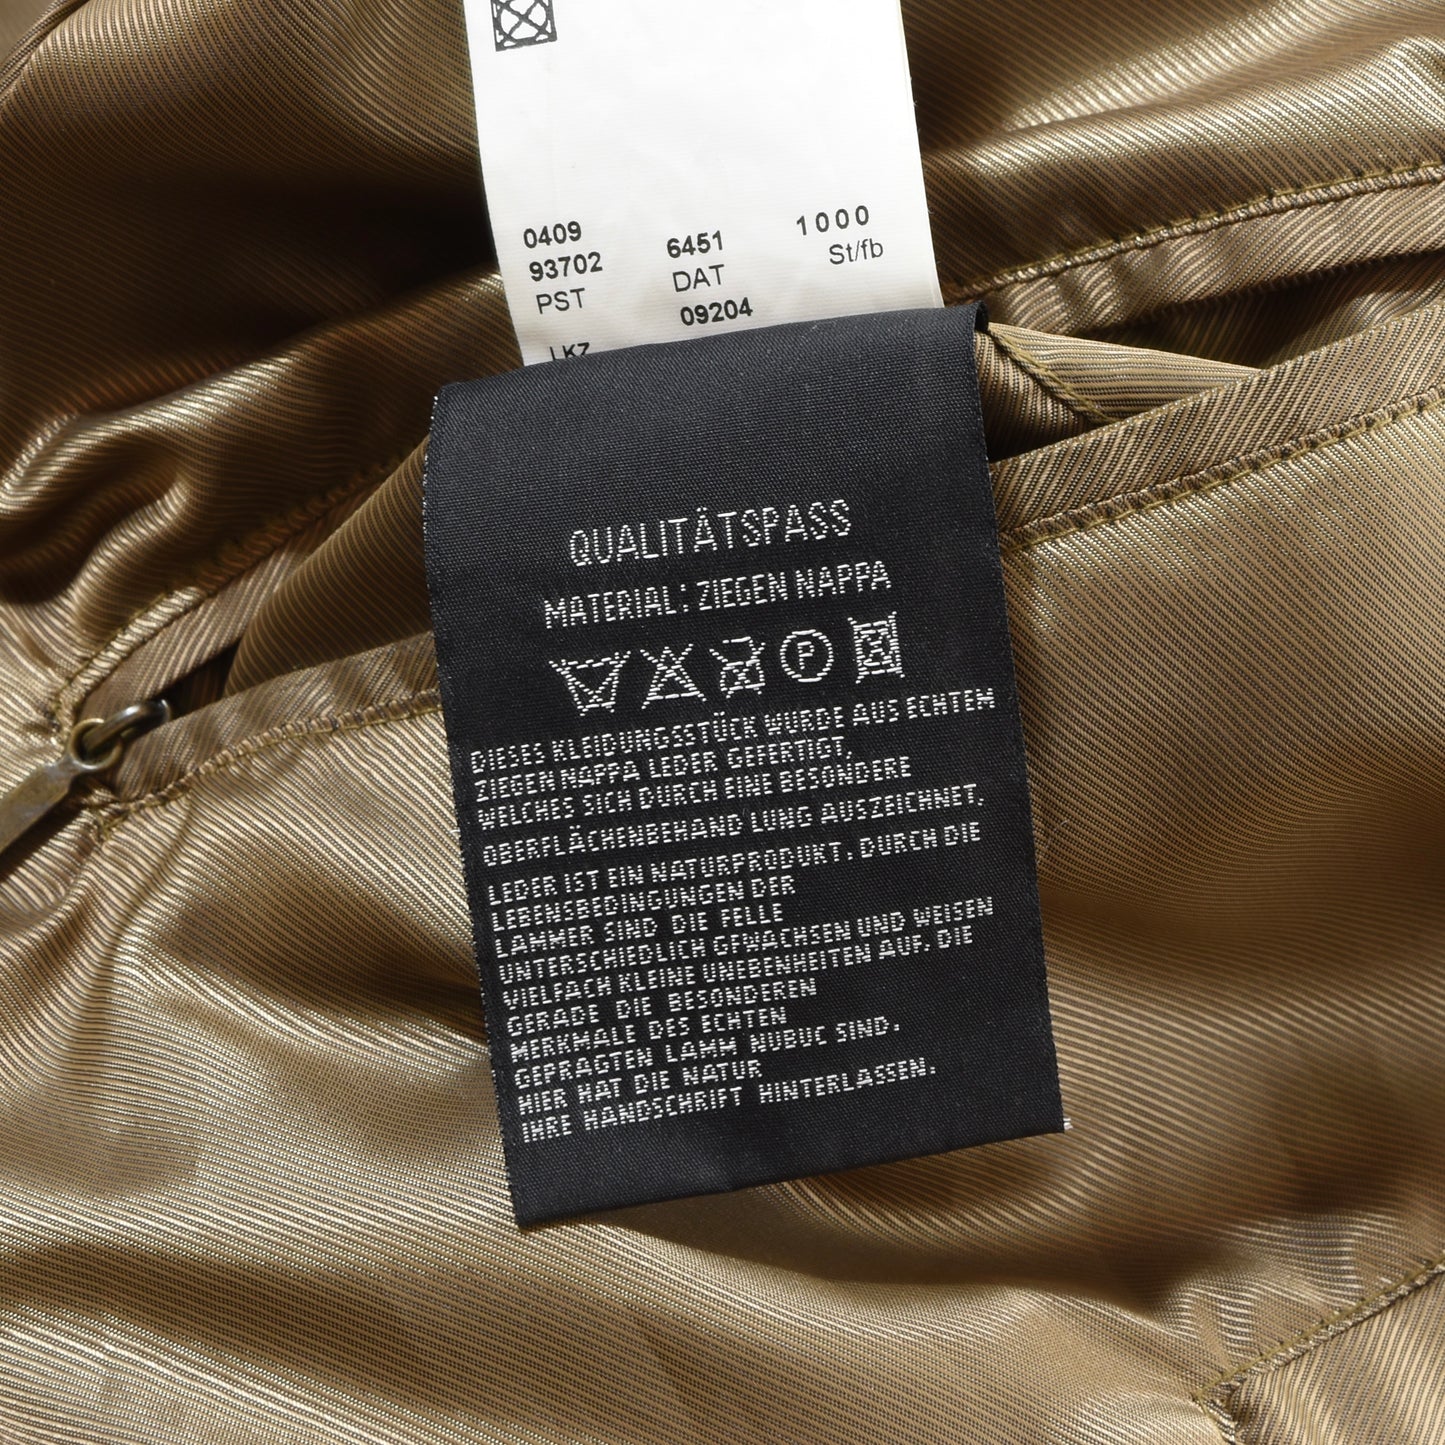 0409 6451 1000
93702 DAT St/fb
PST 09204
LKZ
QUALITÄTSPASS
MATERIAL: ZIEGEN NAPPA
P
DIESES KLEIDUNGSSTÜCK WURDE AUS ECHTEM
ZIEGEN NAPPA LEDER GEFERTIGT,
WELCHES SICH DURCH EINE BESONDERE
OBERFLÄCHENBEHAND LUNG AUSZEICHNET.
LEDER IST EIN NATURPRODUKT. DURCH DIE
LEBENSBEDINGUNGEN DER
LAMMER SIND DIE FELLE
UNTERSCHIEDLICH GEWACHSEN UND WEISEN
VIELFACH KLEINE UNEBENHEITEN AUF. DIE
GERADE DIE BESONDEREN
MERKMALE DES ECHTEN
GEPRAGTEN LAMM NUBUC SIND.
HIER HAT DIE NATUR
IHRE HANDSCHRIFT HINTERLASSEN.